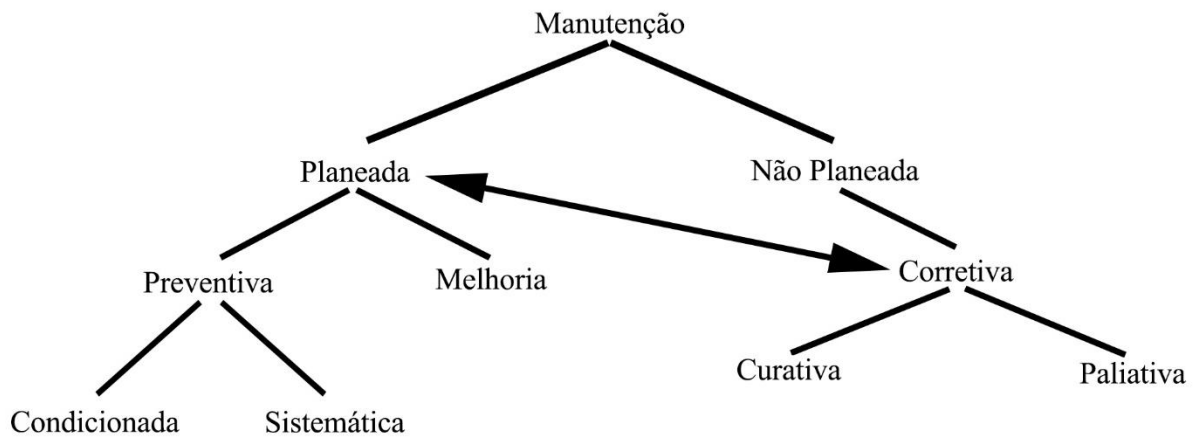 Manutenção
Planeada
Não Planeada
Preventiva
Melhoria
Corretiva
Curativa
Paliativa
Condicionada
Sistemática